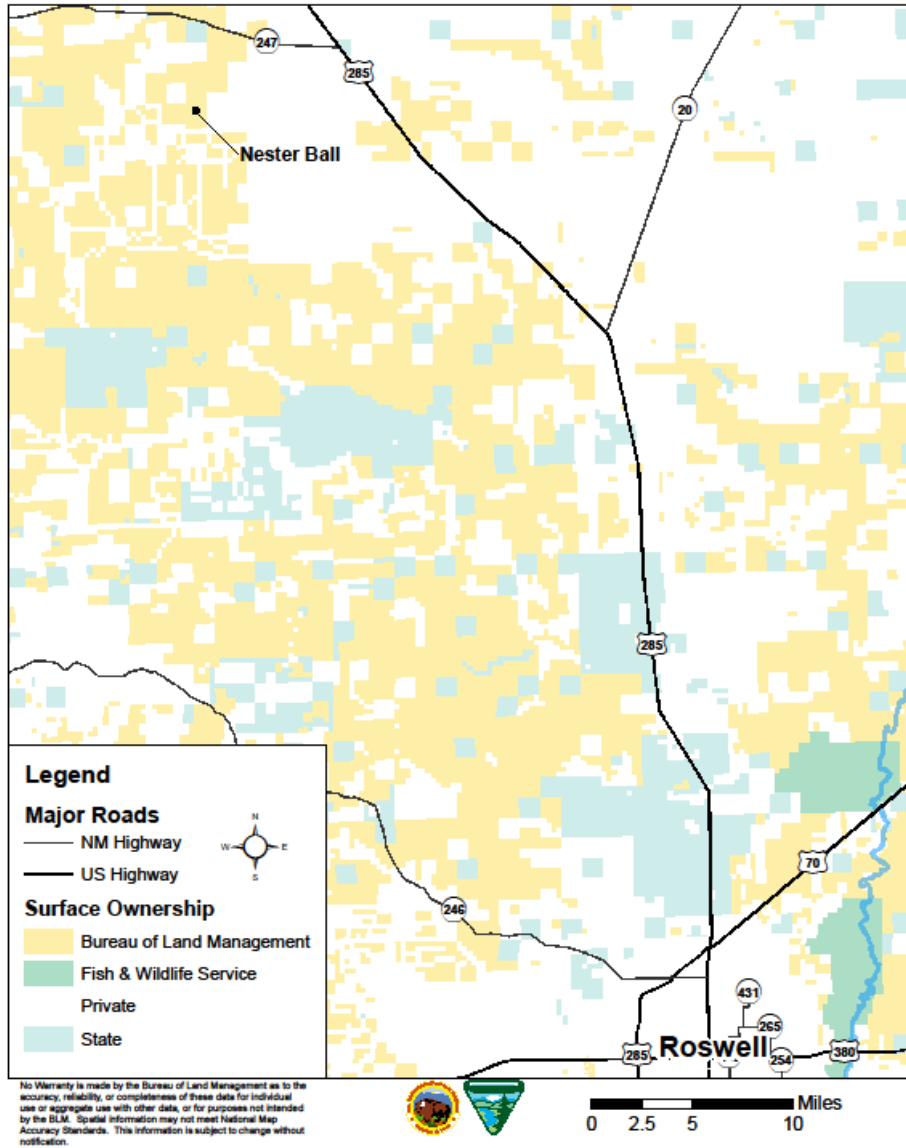 247
285
20
Nester Ball
285
Legend
Major Roads
N
W E
S
NM Highway
US Highway
Surface Ownership
Bureau of Land Management
Fish & Wildlife Service
Private
State
70
246
431
265
285
Roswell
254
380
No Warranty is made by the Bureau of Land Management as to the
accuracy, reliability, or completeness of these data for individual
use or aggregate use with other data, or for purposes not intended
by the BLM. Spatial information may not meet National Map
Accuracy Standards. This information is subject to change without
notification.
Miles
0 2.5 5 10